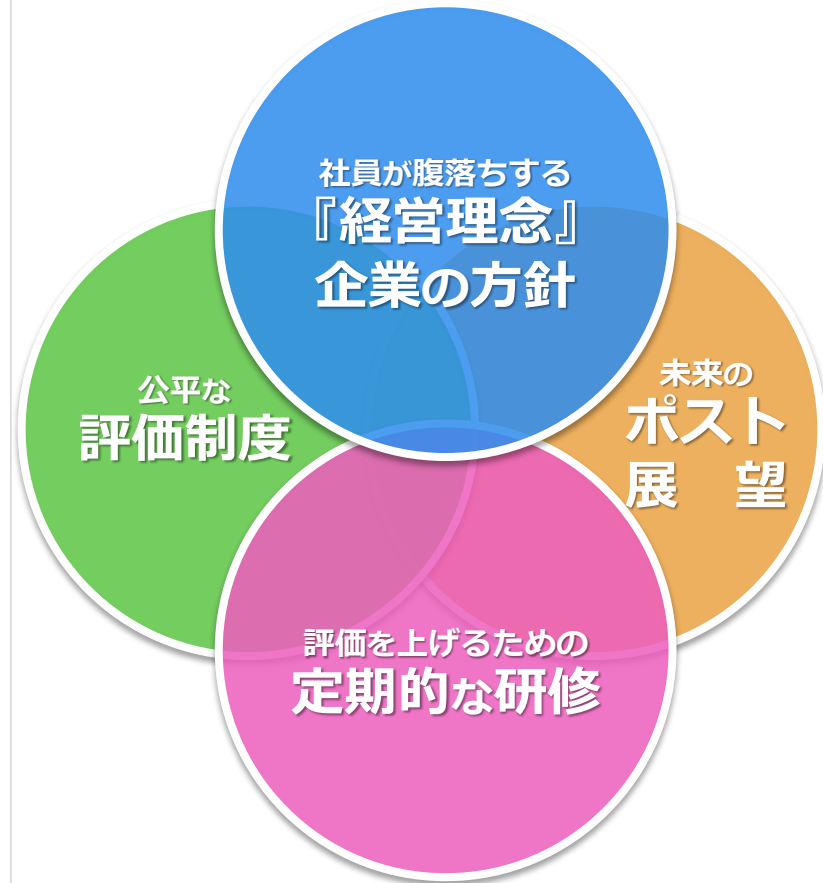 社員が腹落ちする
『経営理念』
企業の方針
公平な
評価制度
未来の
ポスト
展　望
評価を上げるための
定期的な研修